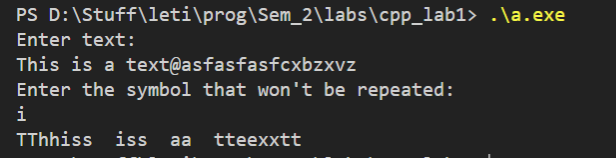 PS D:\Stuff\leti\prog\Sem_2\labs\cpp_lab1> .\a.exe
Enter text:
This is a text@asfasfasfcxbzxvz
Enter the symbol that won't be repeated:
i
TThhiss  iss  aa  tteexxtt